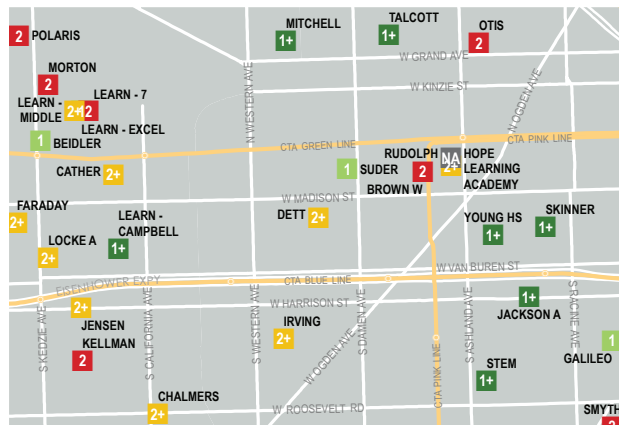 MITCHELL
1+
TALCOTT
1+
OTIS
2
2
POLARIS
W GRAND AVE
MORTON
2
W KINZIE ST
N WESTERN AVE
N OGDEN AVE
LEARN -
MIDDLE
2+
2
LEARN - 7
LEARN - EXCEL
1
BEIDLER
CTA GREEN LINE
CTA PINK LINE
CATHER
2+
1
SUDER
RUDOLPH
2
BROWN W
NA
2+
HOPE
LEARNING
ACADEMY
W MADISON ST
FARADAY
2+
LEARN -
CAMPBELL
1+
DETT
2+
YOUNG HS
1+
SKINNER
1+
LOCKE A
2+
W VAN BUREN ST
EISENHOWER EXPY
CTA BLUE LINE
W HARRISON ST
2+
JENSEN
KELLMAN
2
S KEDZIE AVE
S CALIFORNIA AVE
S WESTERN AVE
IRVING
2+
W OGDEN AVE
S DAMEN AVE
CTA PINK LINE
S ASHLAND AVE
1+
JACKSON A
S RACINE AVE
1
GALILEO
STEM
1+
CHALMERS
2+
W ROOSEVELT RD
SMYTH
2